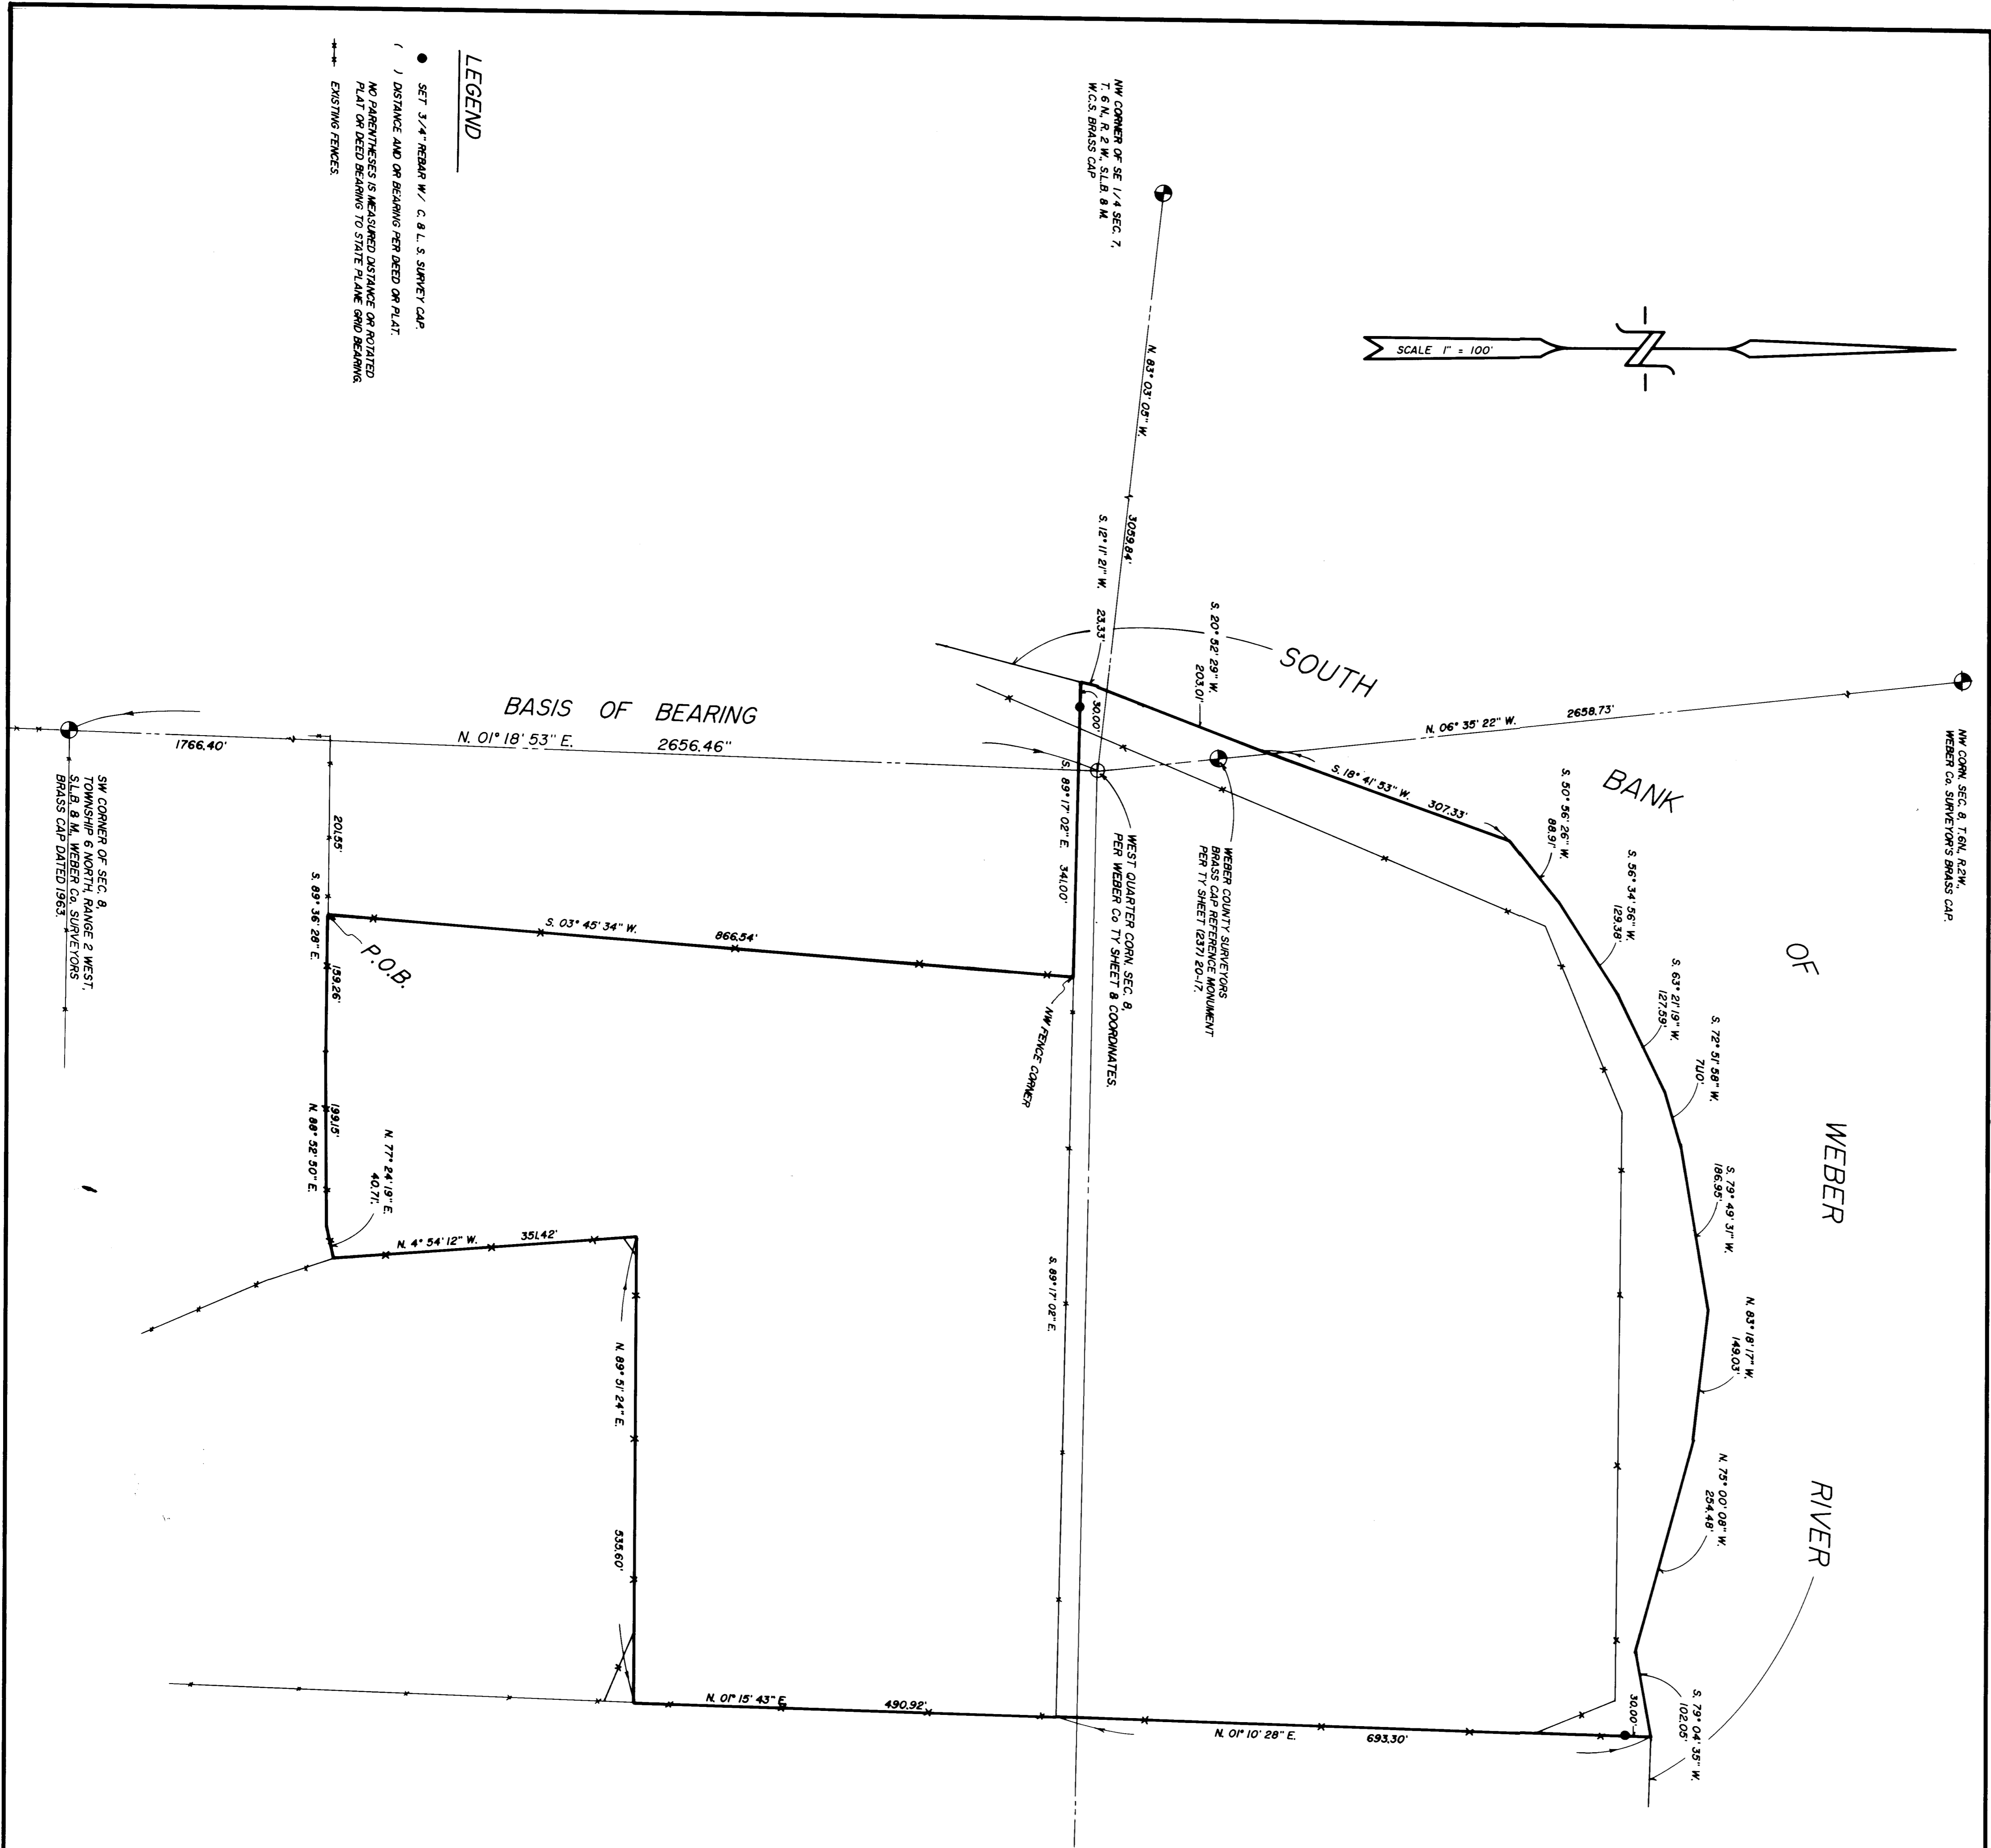 LEGEND
SET 3/4" REBAR W/ C. & L. S. SURVEY CAP.
( ) DISTANCE AND OR BEARING PER DEED OR PLAT.
NO PARENTHESES IS MEASURED DISTANCE OR ROTATED
PLAT OR DEED BEARING TO STATE PLANE GRID BEARING.
EXISTING FENCES.
NW CORNER OF SE 1/4 SEC. 7,
T. 6 N., R. 2 W., S.L.B. & M.
W.C.S. BRASS CAP
SCALE 1" = 100'
N. 83° 03' 05" W.
3059.84'
S. 12° 11' 21" W. 23.33'
S. 20° 52' 29" W.
203.01'
SOUTH
BANK
OF
WEBER
RIVER
N. 06° 35' 22" W. 2658.73'
NW CORN. SEC. 8, T.6N., R.2W.,
WEBER Co. SURVEYOR'S BRASS CAP.
S. 18° 41' 53" W. 307.33'
S. 50° 56' 26" W.
88.91'
S. 56° 34' 56" W.
129.38'
S. 63° 21' 19" W.
127.59'
S. 72° 51' 58" W.
71.10'
S. 79° 49' 31" W.
186.95'
N. 83° 18' 17" W.
149.03'
N. 75° 00' 08" W.
254.48'
S. 79° 04' 35" W.
102.05'
30.00'
BASIS OF BEARING
N. 01° 18' 53" E. 2656.46"
1766.40'
30.00'
S. 89° 17' 02" E. 341.00'
WEBER COUNTY SURVEYORS
BRASS CAP REFERENCE MONUMENT
PER TY SHEET (237) 20-17.
WEST QUARTER CORN. SEC. 8,
PER WEBER Co TY SHEET & COORDINATES.
SW CORNER OF SEC. 8,
TOWNSHIP 6 NORTH, RANGE 2 WEST,
S.L.B. & M., WEBER Co. SURVEYORS
BRASS CAP DATED 1963.
201.55'
S. 89° 36' 28" E.
159.26'
P.O.B.
S. 03° 45' 34" W. 866.54'
NW FENCE CORNER
199.15'
N. 88° 52' 50" E.
N. 77° 24' 19" E.
40.71'
N. 4° 54' 12" W. 351.42'
S. 89° 17' 02" E.
N. 89° 51' 24" E.
535.60'
N. 01° 15' 43" E. 490.92'
N. 01° 10' 28" E. 693.30'